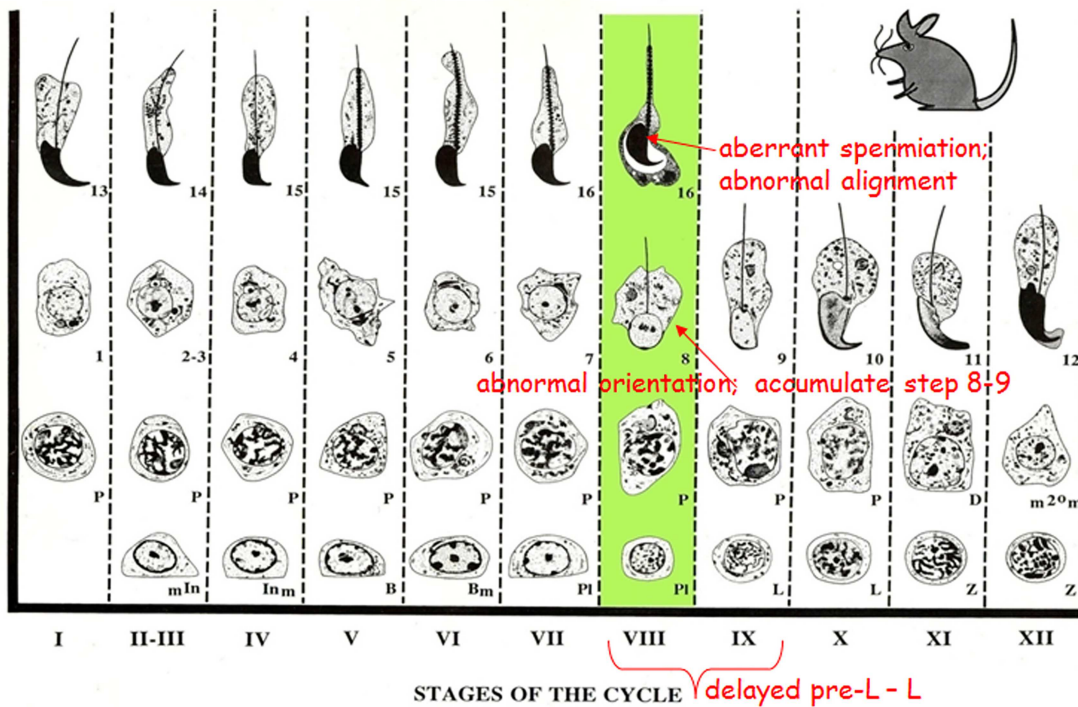 13 14 15 15 15 16 16
aberrant spermiation;
abnormal alignment
1 2-3 4 5 6 7 8 9 10 11 12
abnormal orientation; accumulate step 8-9
P P P P P P P P P D m2°m
mIn Inm B Bm Pl Pl L L Z Z
I II-III IV V VI VII VIII IX X XI XII
STAGES OF THE CYCLE
delayed pre-L – L